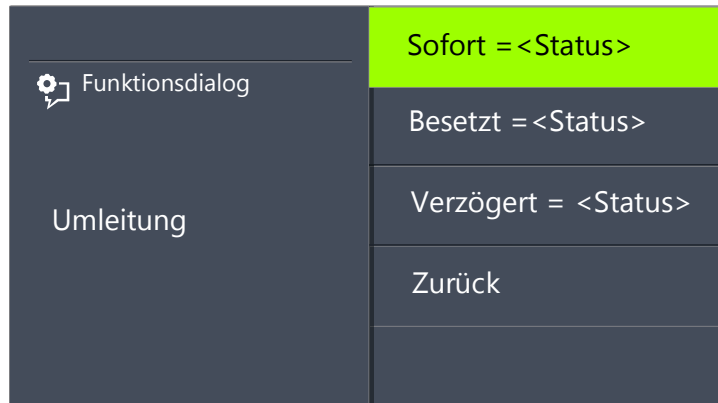 Funktionsdialog
Umleitung
Sofort =<Status>
Besetzt =<Status>
Verzögert = <Status>
Zurück